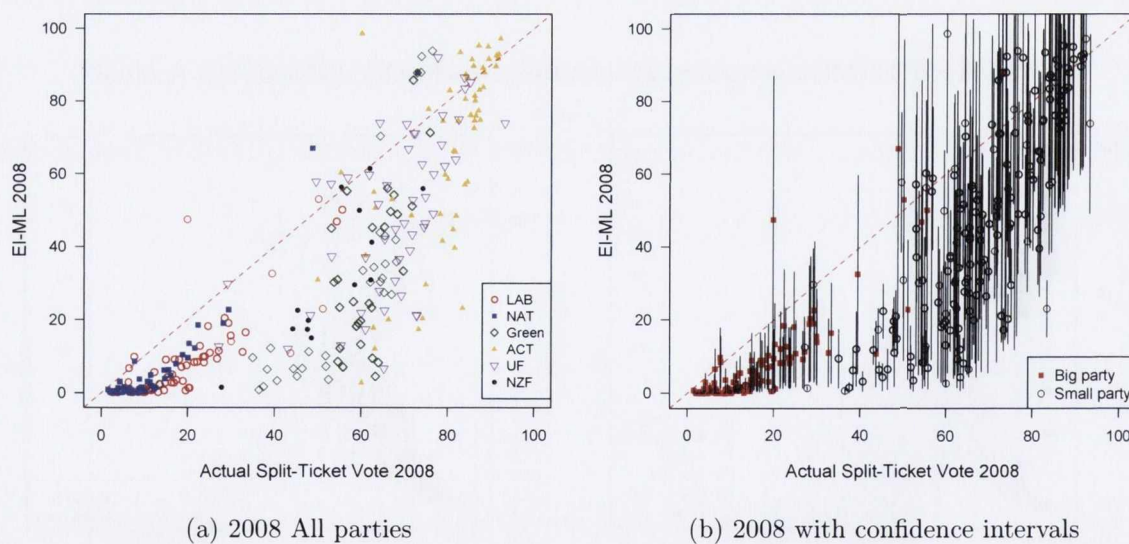 100
80
60
40
20
0
EI-ML 2008
0 20 40 60 80 100
Actual Split-Ticket Vote 2008
LAB
NAT
Green
ACT
UF
NZF
(a) 2008 All parties
100
80
60
40
20
0
EI-ML 2008
0 20 40 60 80 100
Actual Split-Ticket Vote 2008
Big party
Small party
(b) 2008 with confidence intervals